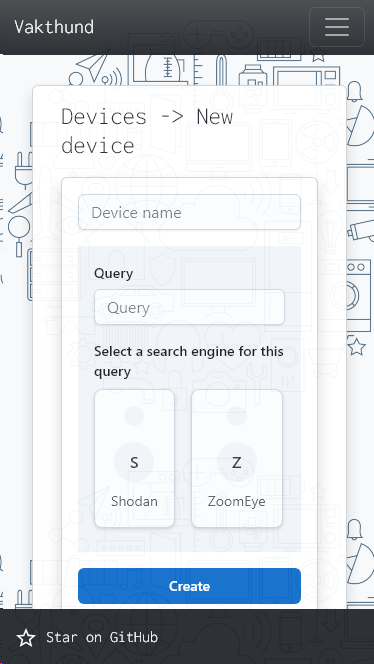 Vakthund
Devices -> New
device
Device name
Query
Query
Select a search engine for this
query
S
Z
Shodan
ZoomEye
Create
Star on GitHub